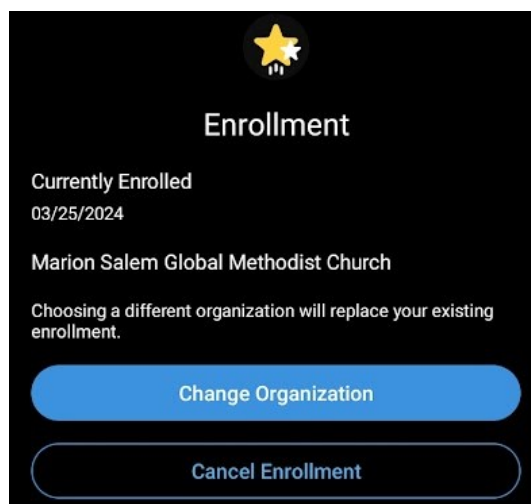 Enrollment
Currently Enrolled
03/25/2024
Marion Salem Global Methodist Church
Choosing a different organization will replace your existing
enrollment.
Change Organization
Cancel Enrollment